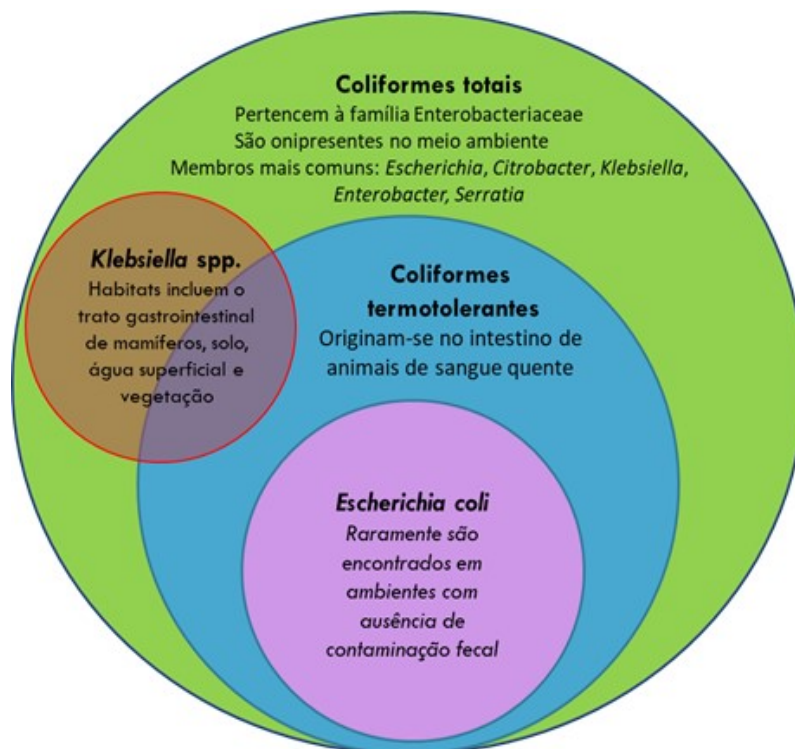 Coliformes totais
Pertencem à família Enterobacteriaceae
São onipresentes no meio ambiente
Membros mais comuns: Escherichia, Citrobacter, Klebsiella,
Enterobacter, Serratia
Klebsiella spp.
Habitats incluem o
trato gastrointestinal
de mamíferos, solo,
água superficial e
vegetação
Coliformes
termotolerantes
Originam-se no intestino de
animais de sangue quente
Escherichia coli
Raramente são
encontrados em
ambientes com
ausência de
contaminação fecal